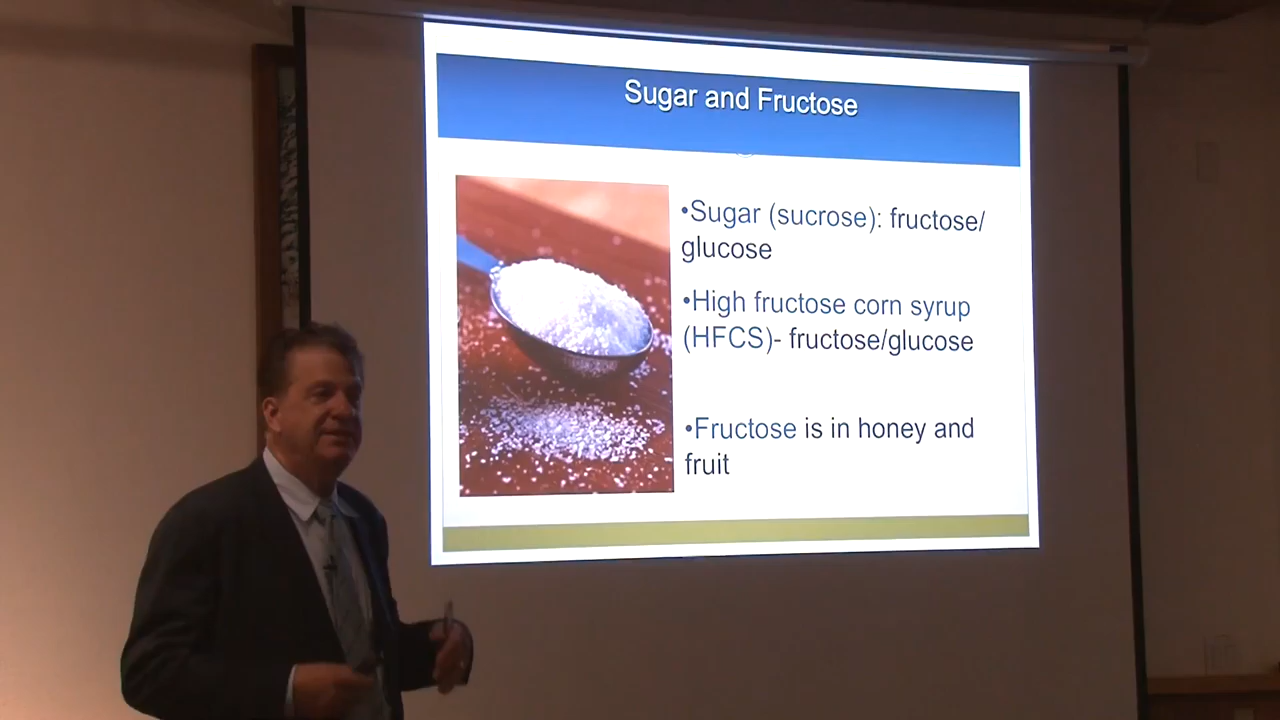 Sugar and Fructose
•Sugar (sucrose): fructose/
glucose
•High fructose corn syrup
(HFCS)- fructose/glucose
•Fructose is in honey and
fruit